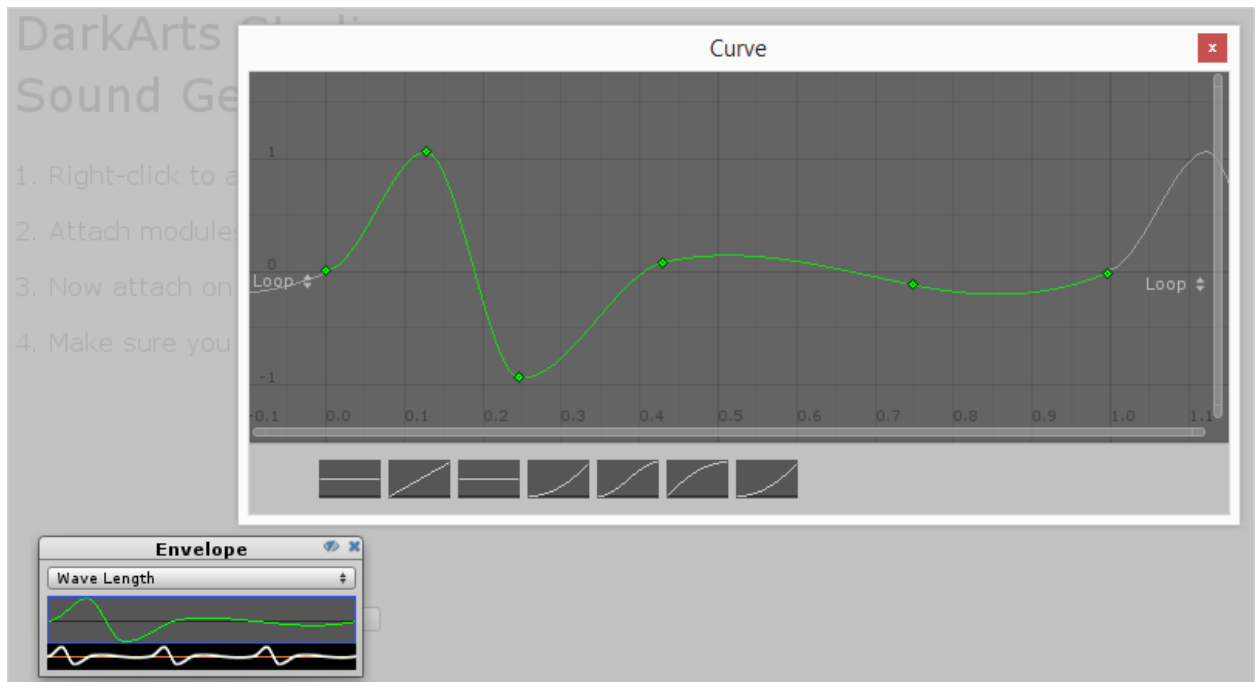 DarkArts
Sound Ge
Curve
x
1. Right-click to a
2. Attach modules
3. Now attach on
4. Make sure you
1
0
-1
Loop
Loop
-0.1 0.0 0.1 0.2 0.3 0.4 0.5 0.6 0.7 0.8 0.9 1.0 1.1
Envelope
Wave Length